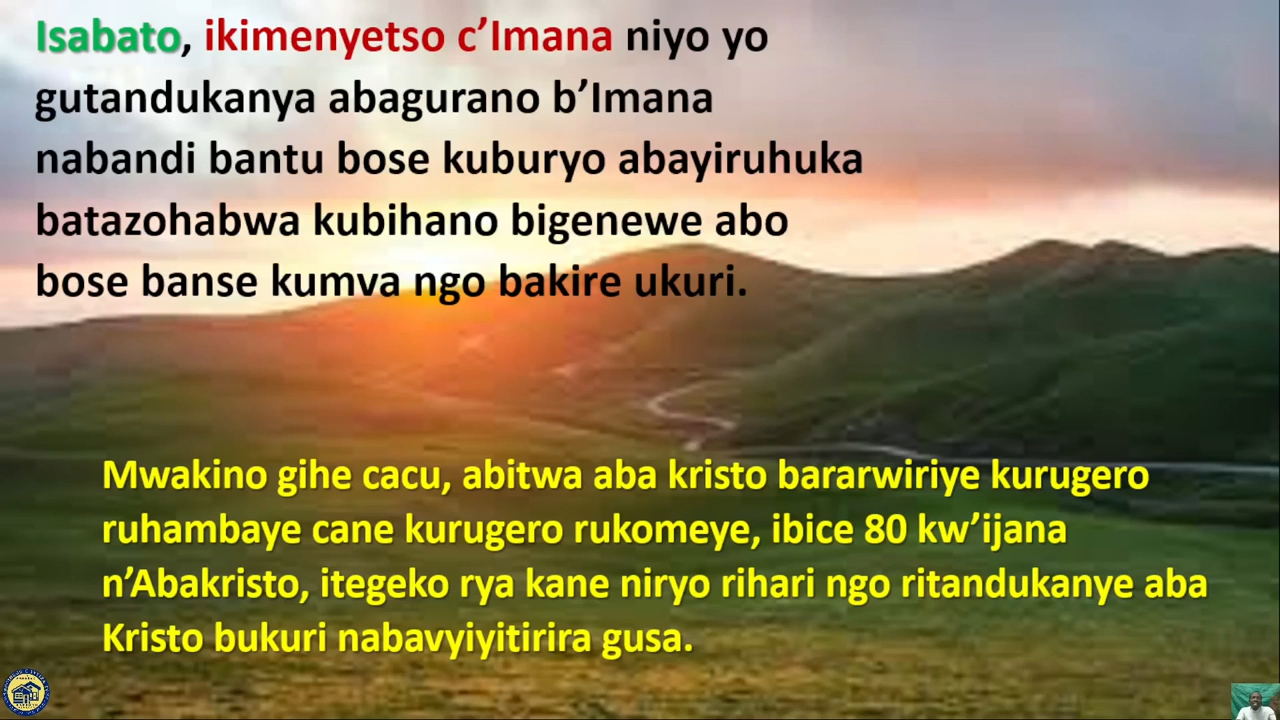 Isabato, ikimenyetso c’Imana niyo yo
gutandukanya abagurano b’Imana
nabandi bantu bose kuburyo abayiruhuka
batazohabwa kubihano bigenewe abo
bose banse kumva ngo bakire ukuri.
Mwakino gihe cacu, abitwa aba kristo bararwiriye kurugero
ruhambaye cane kurugero rukomeye, ibice 80 kw’ijana
n’Abakristo, itegeko rya kane niryo rihari ngo ritandukanye aba
Kristo bukuri nabavyiyitirira gusa.